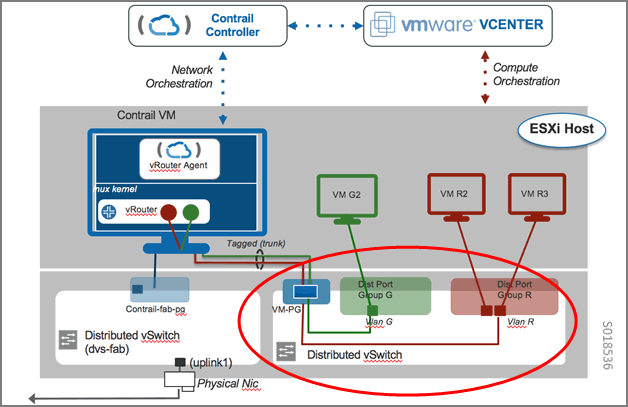 Contrail
Controller
vmware VCENTER
Network
Orchestration
Compute
Orchestration
Contrail VM
ESXi Host
vRouter Agent
nux kernel
vRouter
VM G2
VM R2
VM R3
Tagged (trunk)
Contrail-fab-pg
VM-PG
Dist Port
Group G
Dist Port
Group R
Vlan G
Vlan R
Distributed vSwitch
(dvs-fab)
Distributed vSwitch
(uplink1)
Physical Nic
S018536